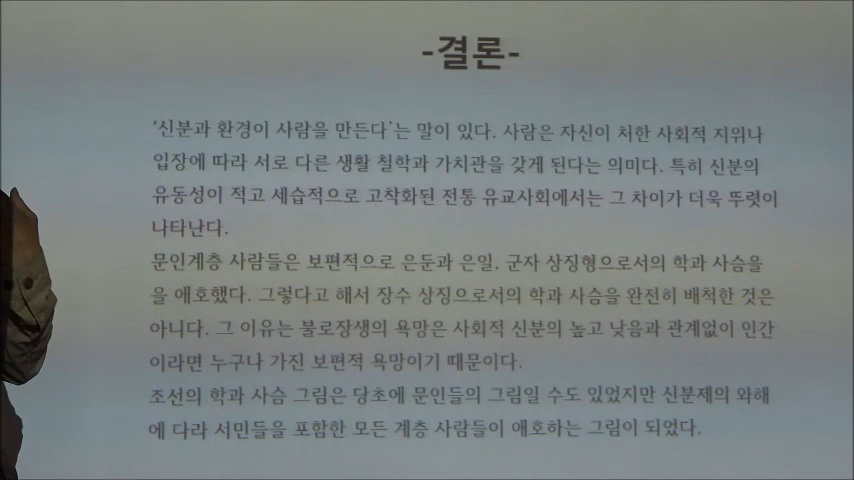 -결론-
'신분과 환경이 사람을 만든다'는 말이 있다. 사람은 자신이 처한 사회적 지위나
입장에 따라 서로 다른 생활 철학과 가치관을 갖게 된다는 의미다. 특히 신분의
유동성이 적고 세습적으로 고착화된 전통 유교사회에서는 그 차이가 더욱 뚜렷이
나타난다.
문인계층 사람들은 보편적으로 은둔과 은일, 군자 상징형으로서의 학과 사슴을
을 애호했다. 그렇다고 해서 장수 상징으로서의 학과 사슴을 완전히 배척한 것은
아니다. 그 이유는 불로장생의 욕망은 사회적 신분의 높고 낮음과 관계없이 인간
이라면 누구나 가진 보편적 욕망이기 때문이다.
조선의 학과 사슴 그림은 당초에 문인들의 그림일 수도 있었지만 신분제의 와해
에 다라 서민들을 포함한 모든 계층 사람들이 애호하는 그림이 되었다.